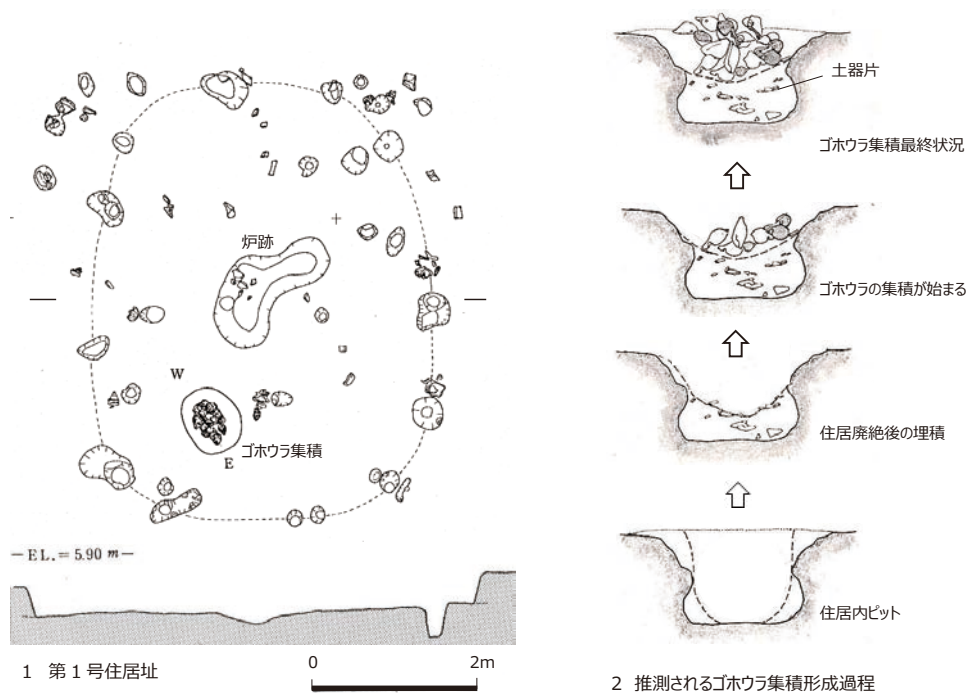 炉跡
W
ゴホウラ集積
E
—EL.=5.90 m—
0 2m
1 第1号住居址
土器片
ゴホウラ集積最終状況
ゴホウラの集積が始まる
住居廃絶後の埋積
住居内ピット
2 推測されるゴホウラ集積形成過程